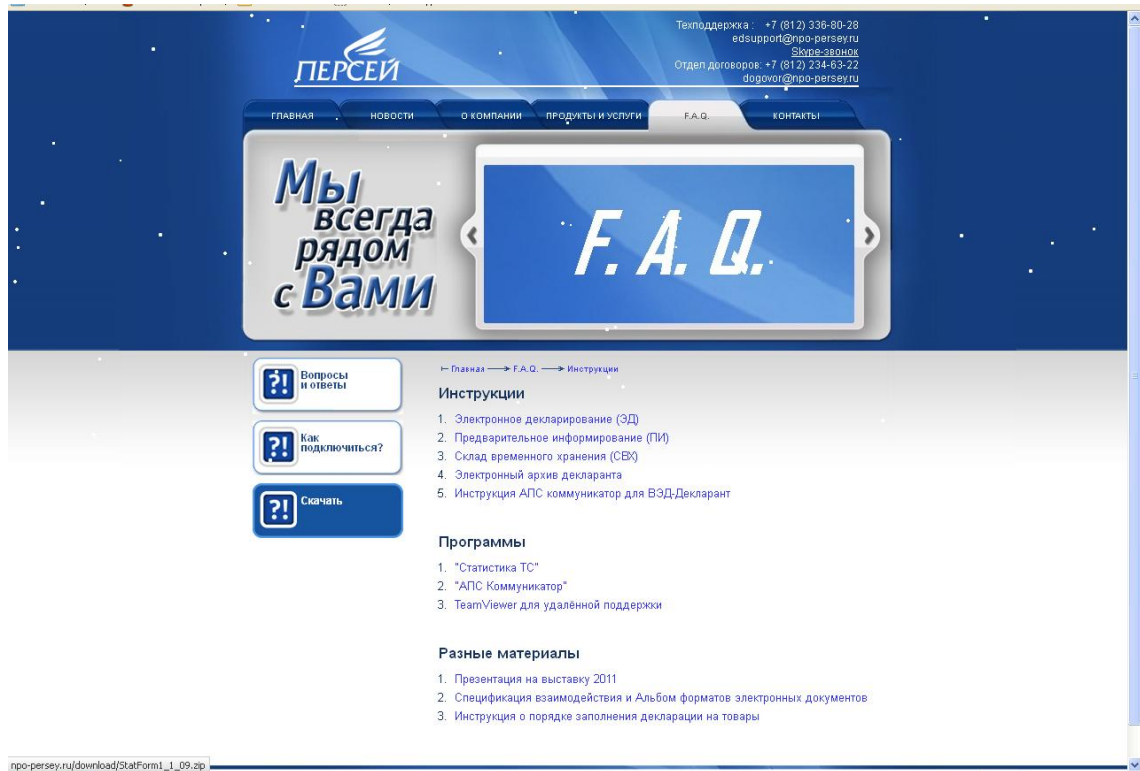 Техподдержка : +7 (812) 336-80-28
edsupport@npo-persey.ru
Skype-звонок
Отдел договоров: +7 (812) 234-63-22
dogovor@npo-persey.ru
ПЕРСЕЙ
ГЛАВНАЯ НОВОСТИ О КОМПАНИИ ПРОДУКТЫ И УСЛУГИ F.A.Q. КОНТАКТЫ
Мы
всегда
рядом
с Вами
F. A. Q.
Вопросы
и ответы
Как
подключиться?
Скачать
Главная F.A.Q. Инструкции
Инструкции
1. Электронное декларирование (ЭД)
2. Предварительное информирование (ПИ)
3. Склад временного хранения (СВХ)
4. Электронный архив декларанта
5. Инструкция АПС коммуникатор для ВЭД-Декларант
Программы
1. "Статистика ТС"
2. "АПС Коммуникатор"
3. TeamViewer для удалённой поддержки
Разные материалы
1. Презентация на выставку 2011
2. Спецификация взаимодействия и Альбом форматов электронных документов
3. Инструкция о порядке заполнения декларации на товары
npo-persey.ru/download/StatForm1_1_09.zip